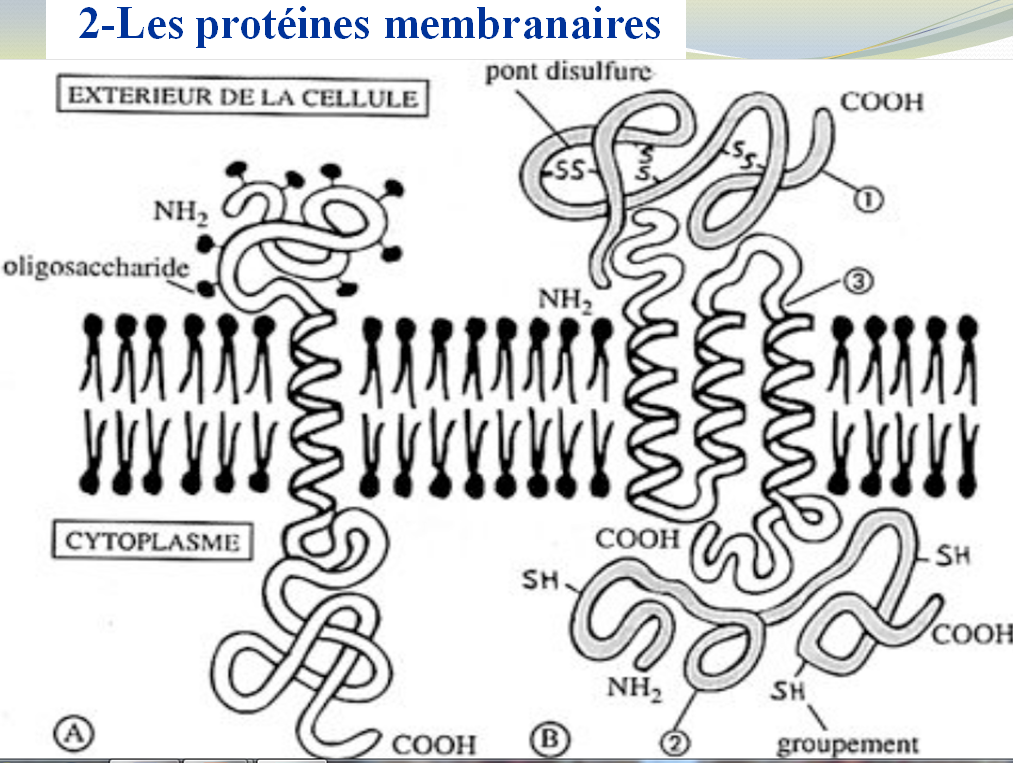 2-Les protéines membranaires
pont disulfure
EXTERIEUR DE LA CELLULE
COOH
SS
S
S
S
S
NH2
1
oligosaccharide
3
NH2
CYTOPLASME
COOH
SH
SH
COOH
NH2
SH
A
COOH
B
2
groupement